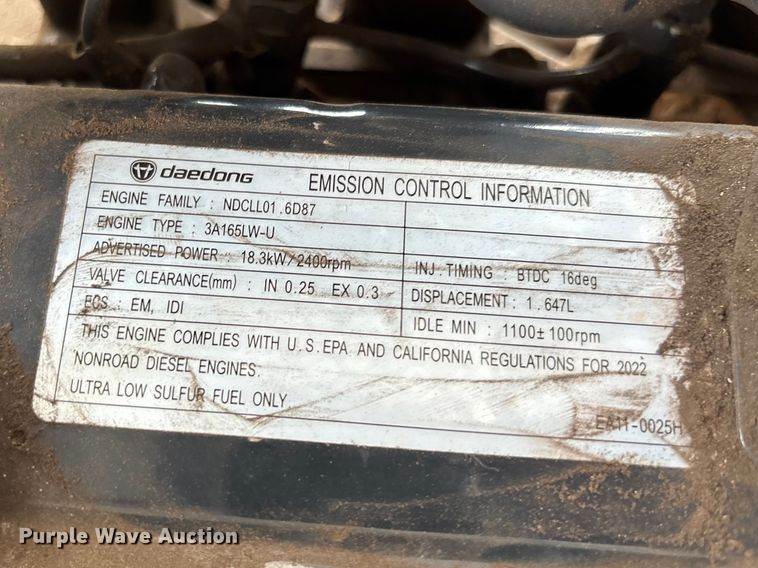 daedong EMISSION CONTROL INFORMATION
ENGINE FAMILY : NDCLL01.6D87
ENGINE TYPE : 3A165LW-U
ADVERTISED POWER : 18.3kW/2400rpm INJ.TIMING : BTDC 16deg
VALVE CLEARANCE(mm) : IN 0.25 EX 0.3 DISPLACEMENT : 1.647L
ECS : EM, IDI IDLE MIN : 1100±100rpm
THIS ENGINE COMPLIES WITH U.S.EPA AND CALIFORNIA REGULATIONS FOR 2022
NONROAD DIESEL ENGINES.
ULTRA LOW SULFUR FUEL ONLY
EA11-0025H
Purple Wave Auction